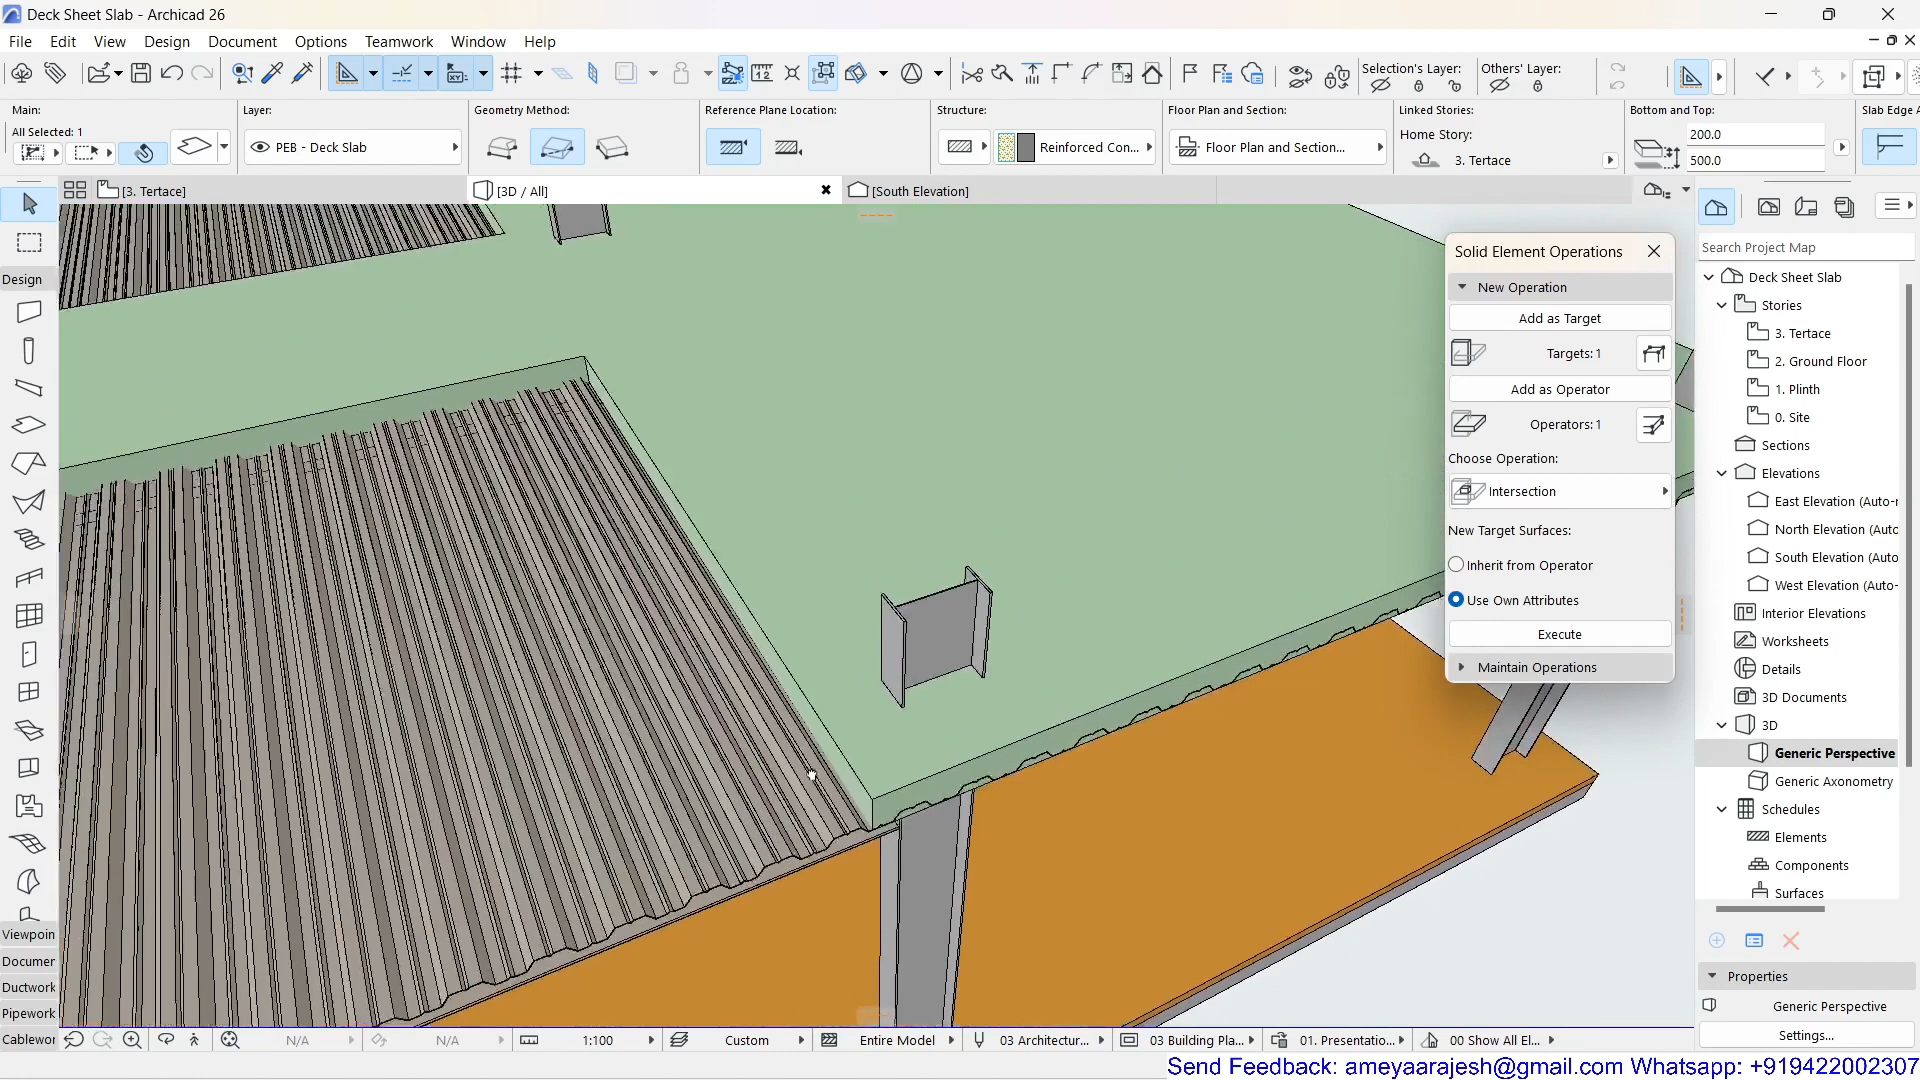 Deck Sheet Slab - Archicad 26
File Edit View Design Document Options Teamwork Window Help
Selection's Layer: Others' Layer:
Main: Layer: Geometry Method: Reference Plane Location: Structure: Floor Plan and Section: Linked Stories: Bottom and Top: Slab Edge A
All Selected: 1
PEB - Deck Slab
Reinforced Con...
Floor Plan and Section...
Home Story:
3. Tertace
200.0
500.0
[3. Tertace] [3D / All] [South Elevation]
Design
Viewpoin
Documer
Ductwork
Pipework
Cablewor
Solid Element Operations
New Operation
Add as Target
Targets: 1
Add as Operator
Operators: 1
Choose Operation:
Intersection
New Target Surfaces:
Inherit from Operator
Use Own Attributes
Execute
Maintain Operations
Search Project Map
Deck Sheet Slab
Stories
3. Tertace
2. Ground Floor
1. Plinth
0. Site
Sections
Elevations
East Elevation (Auto-r
North Elevation (Autc
South Elevation (Autc
West Elevation (Auto-
Interior Elevations
Worksheets
Details
3D Documents
3D
Generic Perspective
Generic Axonometry
Schedules
Elements
Components
Surfaces
Properties
Generic Perspective
Settings...
N/A N/A 1:100 Custom Entire Model 03 Architectur... 03 Building Pla... 01. Presentatio... 00 Show All El...
Send Feedback: ameyaarajesh@gmail.com Whatsapp: +919422002307